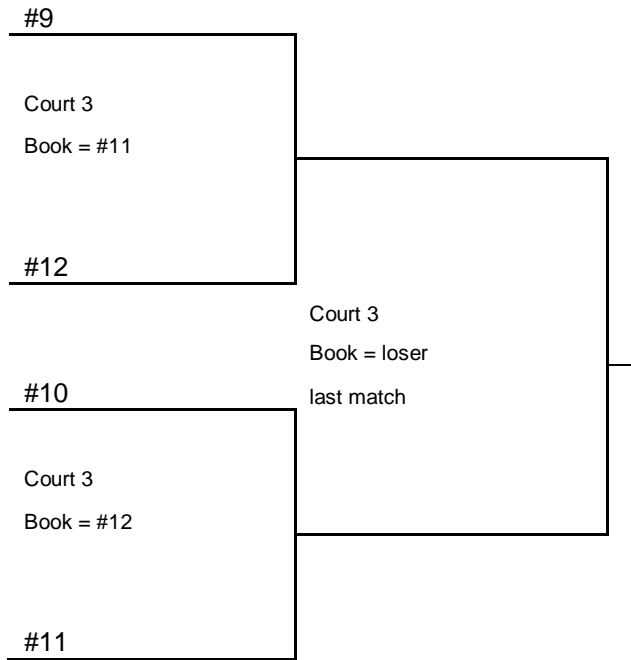 #9
Court 3
Book = #11
#12
Court 3
Book = loser
last match
#10
Court 3
Book = #12
#11